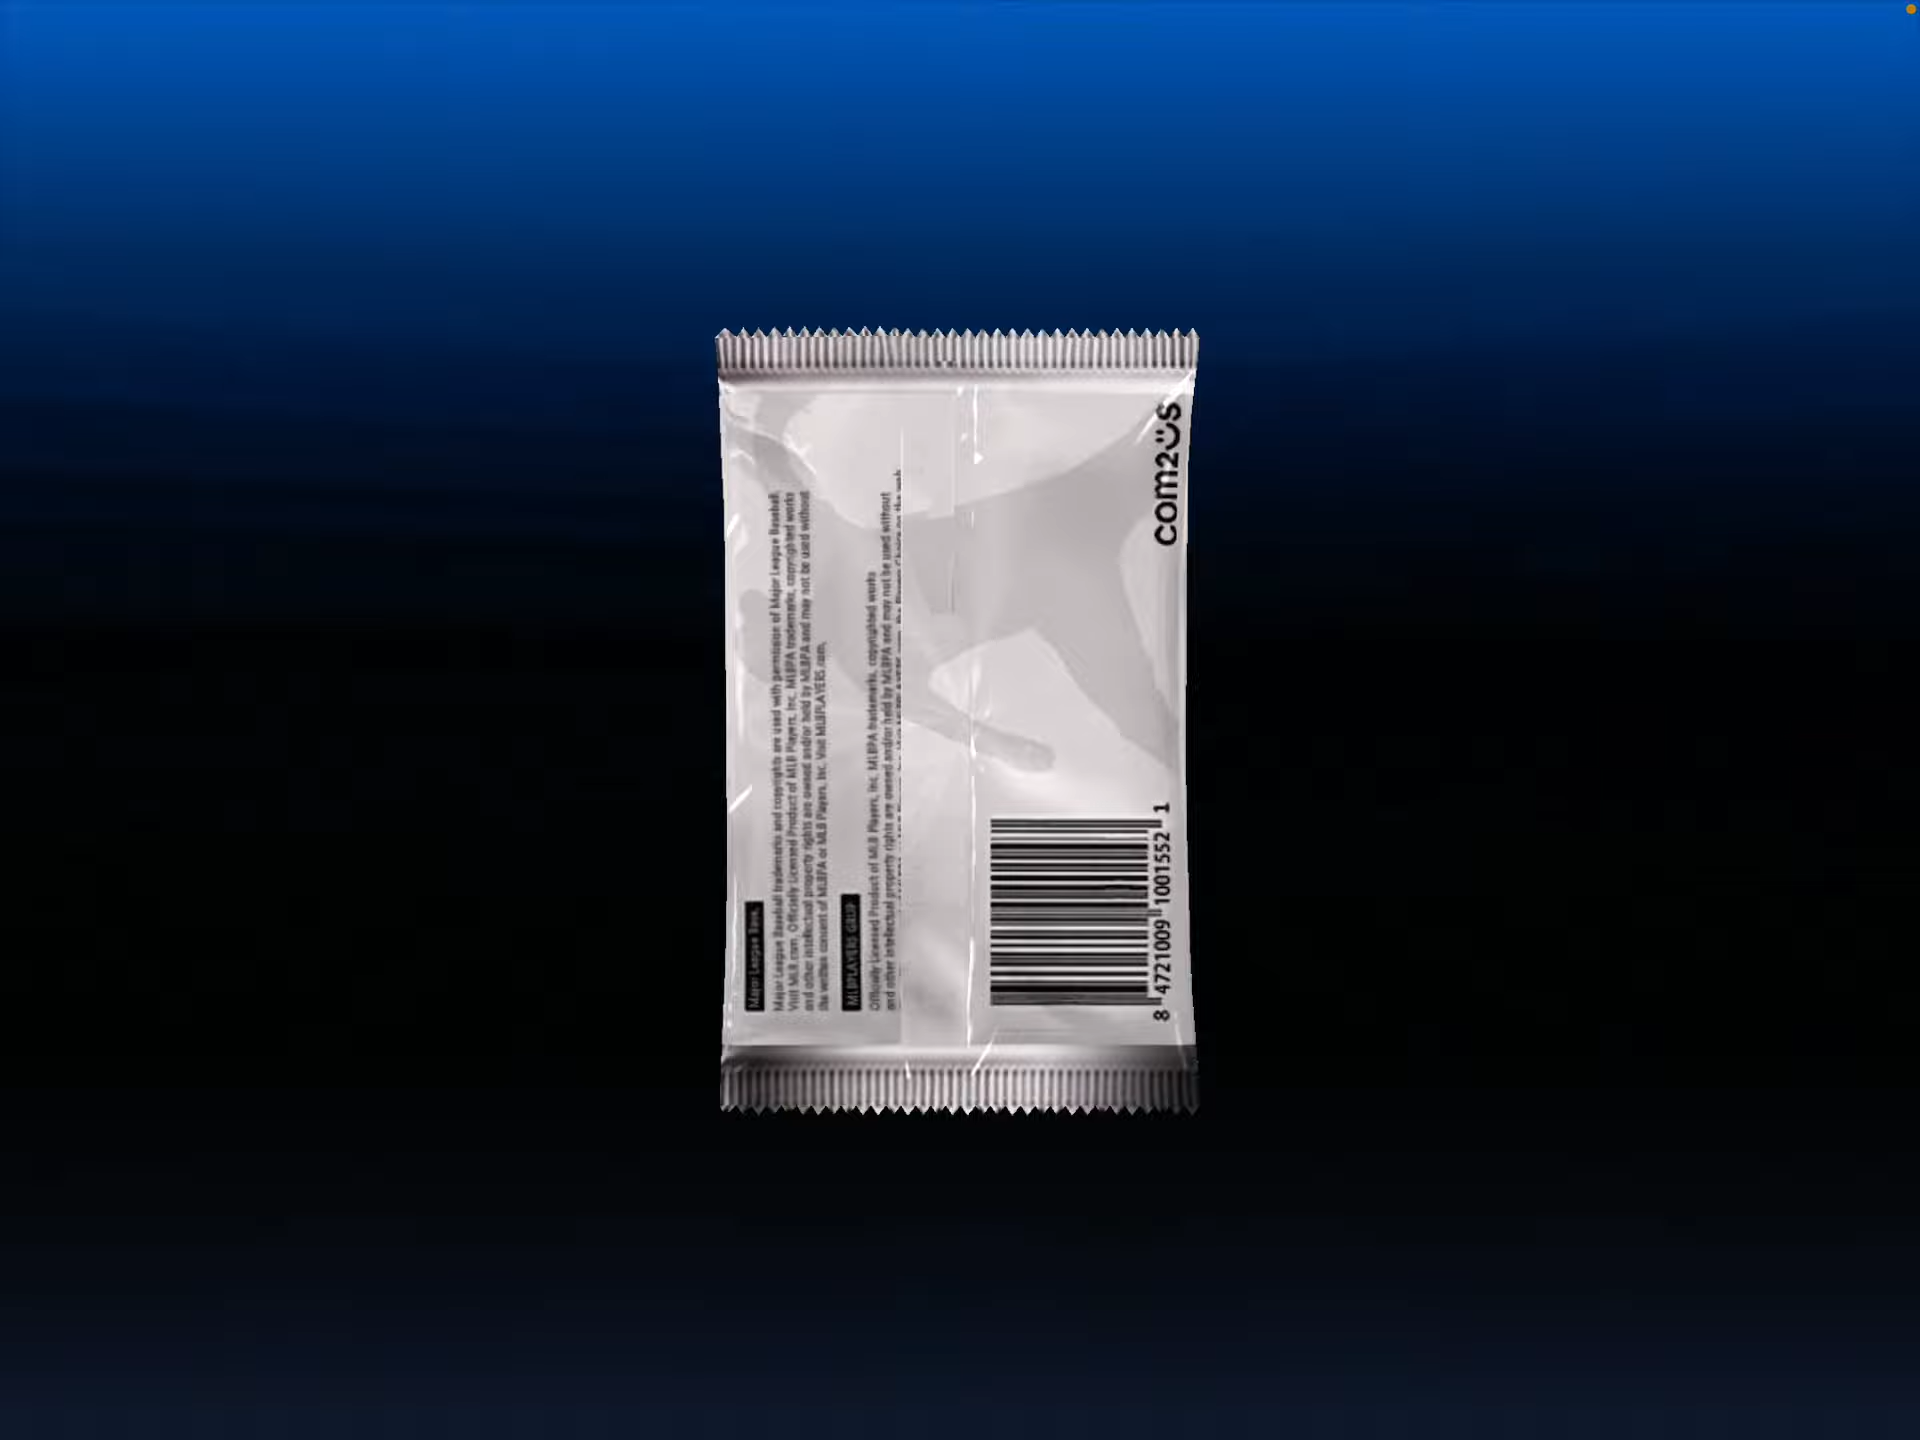 Major League Base.
Major League Baseball trademarks and copyrights are used with permission of Major League Baseball.
Visit MLB.com. Officially Licensed Product of MLB Players, Inc. MLBPA trademarks, copyrighted works
and other intellectual property rights are owned and/or held by MLBPA and may not be used without
the written consent of MLBPA or MLB Players, Inc. Visit MLBPLAYERS.com,
MLBPLAYERS GRUP
Officially Licensed Product of MLB Players, Inc. MLBPA trademarks, copyrighted works
and other intellectual property rights are owned and/or held by MLBPA and may not be used without
com2us
8 4721009 1001552 1